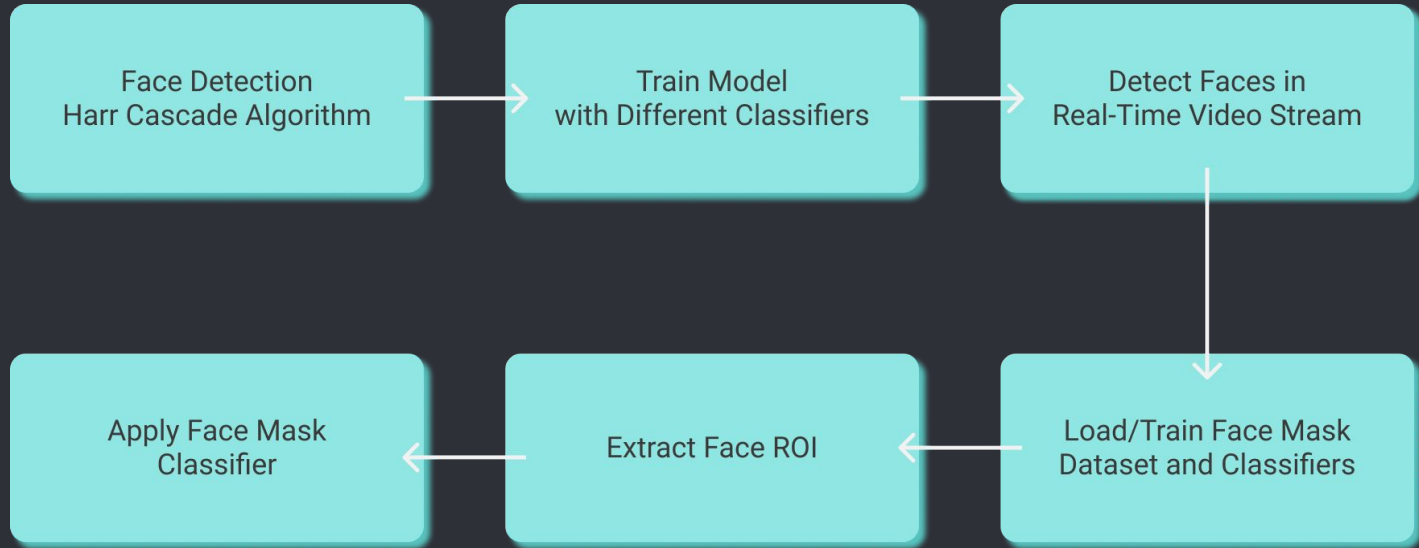 Face Detection
Harr Cascade Algorithm
Train Model
with Different Classifiers
Detect Faces in
Real-Time Video Stream
Load/Train Face Mask
Dataset and Classifiers
Extract Face ROI
Apply Face Mask
Classifier